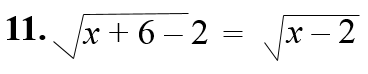 11. √(x + 6) – 2 = √(x – 2)